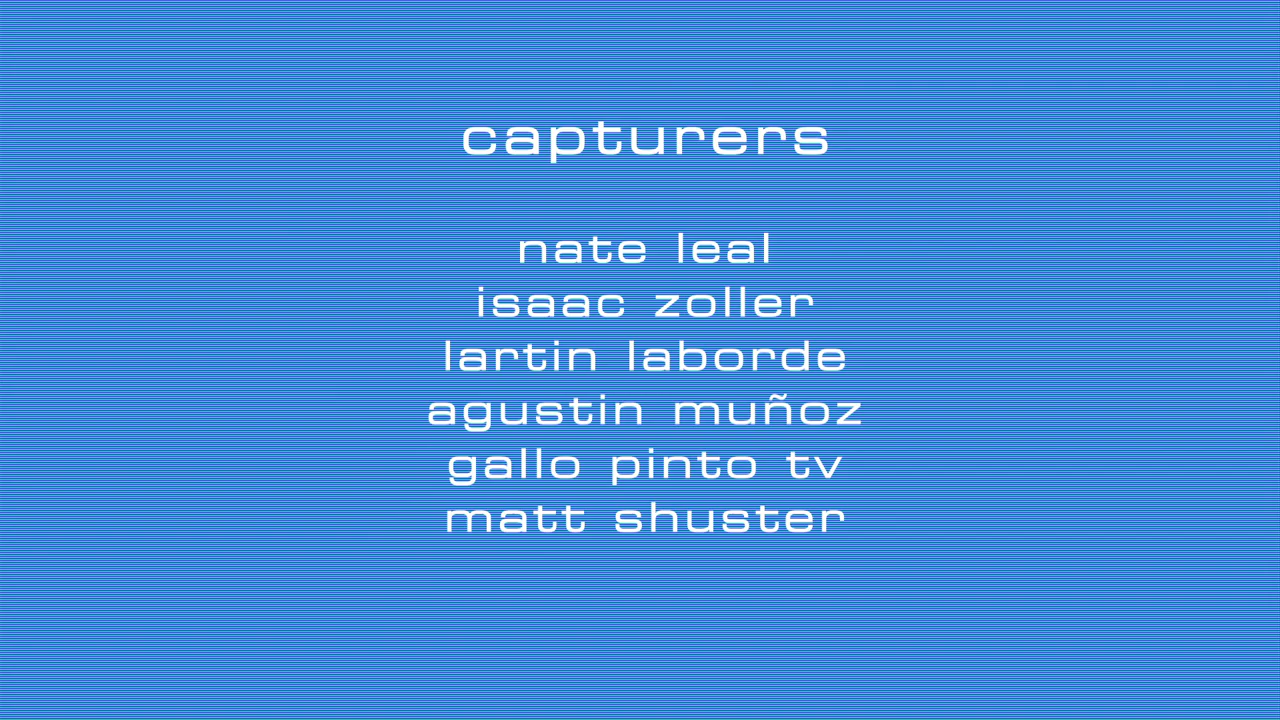 capturers
nate leal
isaac zoller
lartin laborde
agustin muñoz
gallo pinto tv
matt shuster